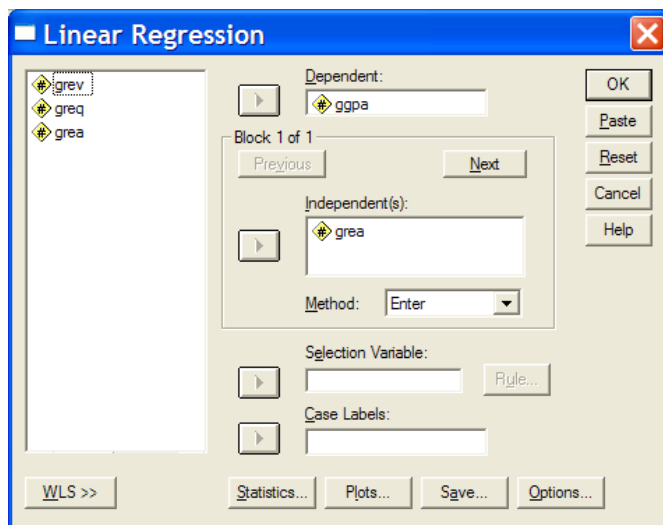 Linear Regression
grev
greq
grea
Dependent:
ggpa
Block 1 of 1
Previous
Next
Independent(s):
grea
Method:
Enter
Selection Variable:
Rule...
Case Labels:
OK
Paste
Reset
Cancel
Help
WLS >>
Statistics...
Plots...
Save...
Options...